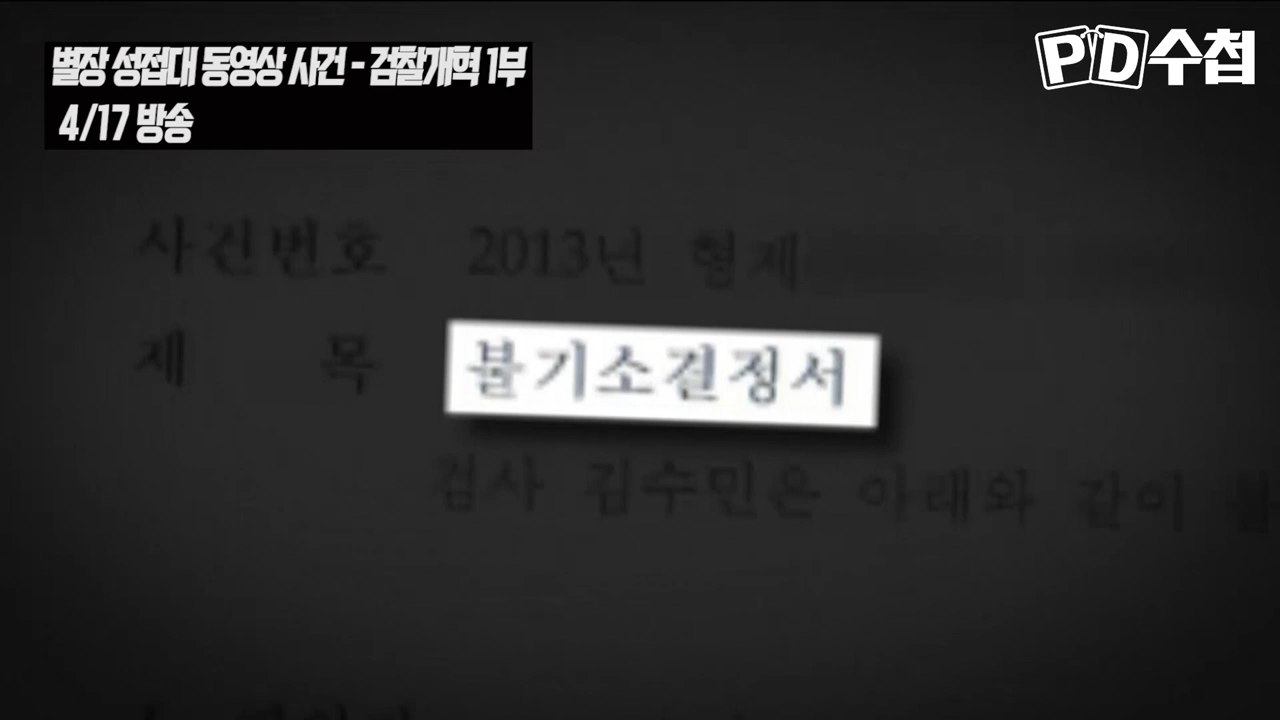 별장 성접대 동영상 사건 - 검찰개혁 1부
4/17 방송
PD수첩
사건번호 2013년 형제
제 목 불기소결정서
검사 김수민은 아래와 같이